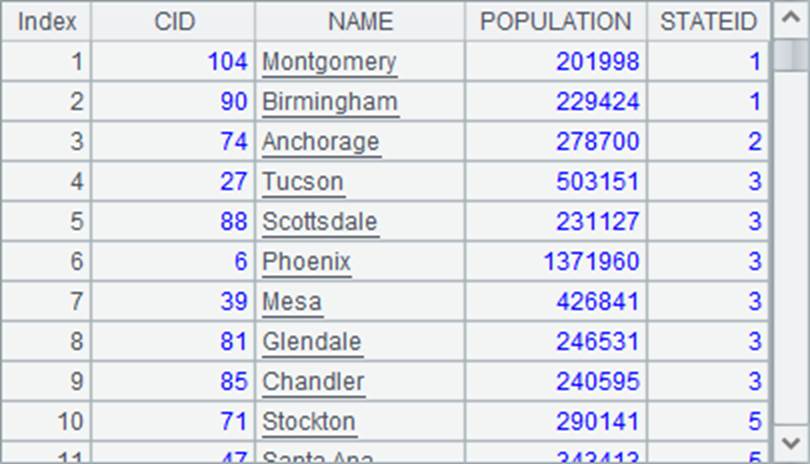 Index CID NAME POPULATION STATEID
1 104 Montgomery 201998 1
2 90 Birmingham 229424 1
3 74 Anchorage 278700 2
4 27 Tucson 503151 3
5 88 Scottsdale 231127 3
6 6 Phoenix 1371960 3
7 39 Mesa 426841 3
8 81 Glendale 246531 3
9 85 Chandler 240595 3
10 71 Stockton 290141 5
11 47 Santa Ana 343413 5